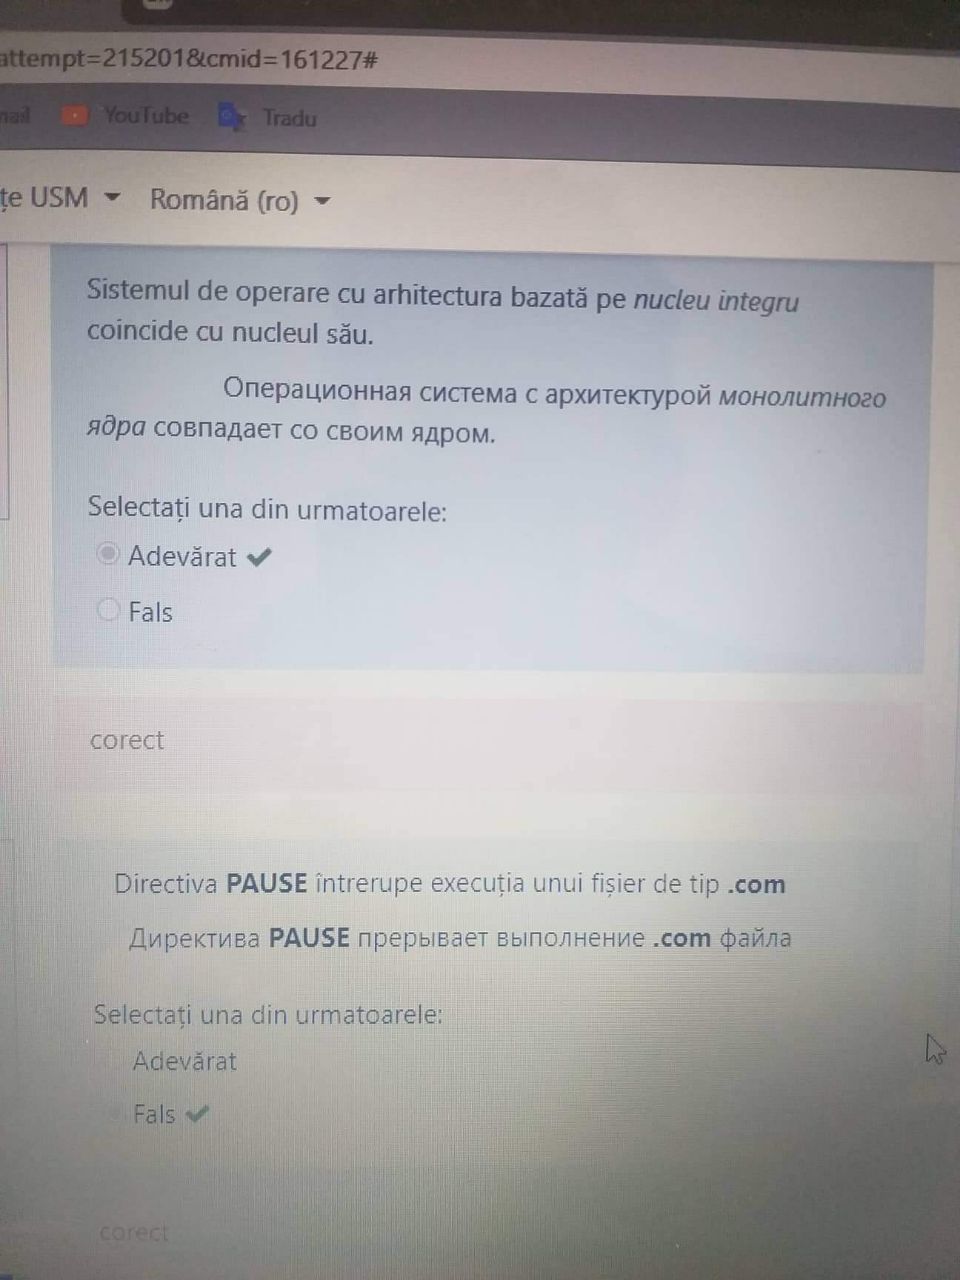 attempt=215201&cmid=161227#
YouTube Tradu
țe USM Română (ro)
Sistemul de operare cu arhitectura bazată pe nucleu integru
coincide cu nucleul său.
Операционная система с архитектурой монолитного
ядра совпадает со своим ядром.
Selectați una din urmatoarele:
Adevărat
Fals
corect
Directiva PAUSE întrerupe execuția unui fișier de tip .com
Директива PAUSE прерывает выполнение .com файла
Selectați una din urmatoarele:
Adevărat
Fals
corect